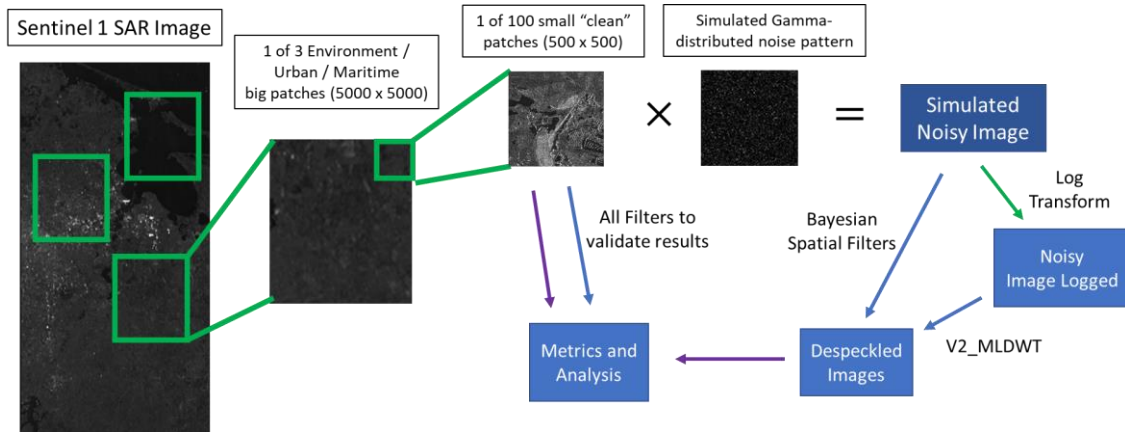 Sentinel 1 SAR Image
1 of 3 Environment /
Urban / Maritime
big patches (5000 x 5000)
1 of 100 small “clean”
patches (500 x 500)
Simulated Gamma-
distributed noise pattern
×
=
Simulated
Noisy Image
Log
Transform
All Filters to
validate results
Bayesian
Spatial Filters
Noisy
Image Logged
V2_MLDWT
Metrics and
Analysis
Despeckled
Images